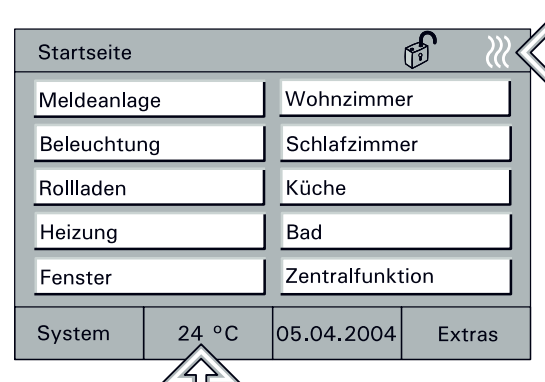 Startseite
Meldeanlage
Wohnzimmer
Beleuchtung
Schlafzimmer
Rollladen
Küche
Heizung
Bad
Fenster
Zentralfunktion
System
24 °C
05.04.2004
Extras